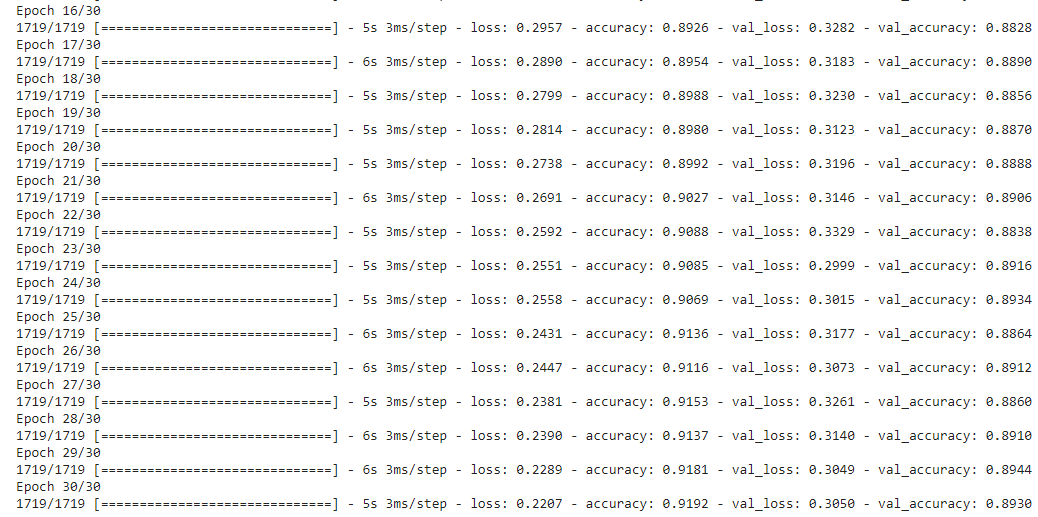 Epoch 16/30
1719/1719 [==============================] - 5s 3ms/step - loss: 0.2957 - accuracy: 0.8926 - val_loss: 0.3282 - val_accuracy: 0.8828
Epoch 17/30
1719/1719 [==============================] - 6s 3ms/step - loss: 0.2890 - accuracy: 0.8954 - val_loss: 0.3183 - val_accuracy: 0.8890
Epoch 18/30
1719/1719 [==============================] - 5s 3ms/step - loss: 0.2799 - accuracy: 0.8988 - val_loss: 0.3230 - val_accuracy: 0.8856
Epoch 19/30
1719/1719 [==============================] - 5s 3ms/step - loss: 0.2814 - accuracy: 0.8980 - val_loss: 0.3123 - val_accuracy: 0.8870
Epoch 20/30
1719/1719 [==============================] - 5s 3ms/step - loss: 0.2738 - accuracy: 0.8992 - val_loss: 0.3196 - val_accuracy: 0.8888
Epoch 21/30
1719/1719 [==============================] - 6s 3ms/step - loss: 0.2691 - accuracy: 0.9027 - val_loss: 0.3146 - val_accuracy: 0.8906
Epoch 22/30
1719/1719 [==============================] - 5s 3ms/step - loss: 0.2592 - accuracy: 0.9088 - val_loss: 0.3329 - val_accuracy: 0.8838
Epoch 23/30
1719/1719 [==============================] - 5s 3ms/step - loss: 0.2551 - accuracy: 0.9085 - val_loss: 0.2999 - val_accuracy: 0.8916
Epoch 24/30
1719/1719 [==============================] - 5s 3ms/step - loss: 0.2558 - accuracy: 0.9069 - val_loss: 0.3015 - val_accuracy: 0.8934
Epoch 25/30
1719/1719 [==============================] - 6s 3ms/step - loss: 0.2431 - accuracy: 0.9136 - val_loss: 0.3177 - val_accuracy: 0.8864
Epoch 26/30
1719/1719 [==============================] - 6s 3ms/step - loss: 0.2447 - accuracy: 0.9116 - val_loss: 0.3073 - val_accuracy: 0.8912
Epoch 27/30
1719/1719 [==============================] - 5s 3ms/step - loss: 0.2381 - accuracy: 0.9153 - val_loss: 0.3261 - val_accuracy: 0.8860
Epoch 28/30
1719/1719 [==============================] - 6s 3ms/step - loss: 0.2390 - accuracy: 0.9137 - val_loss: 0.3140 - val_accuracy: 0.8910
Epoch 29/30
1719/1719 [==============================] - 6s 3ms/step - loss: 0.2289 - accuracy: 0.9181 - val_loss: 0.3049 - val_accuracy: 0.8944
Epoch 30/30
1719/1719 [==============================] - 5s 3ms/step - loss: 0.2207 - accuracy: 0.9192 - val_loss: 0.3050 - val_accuracy: 0.8930